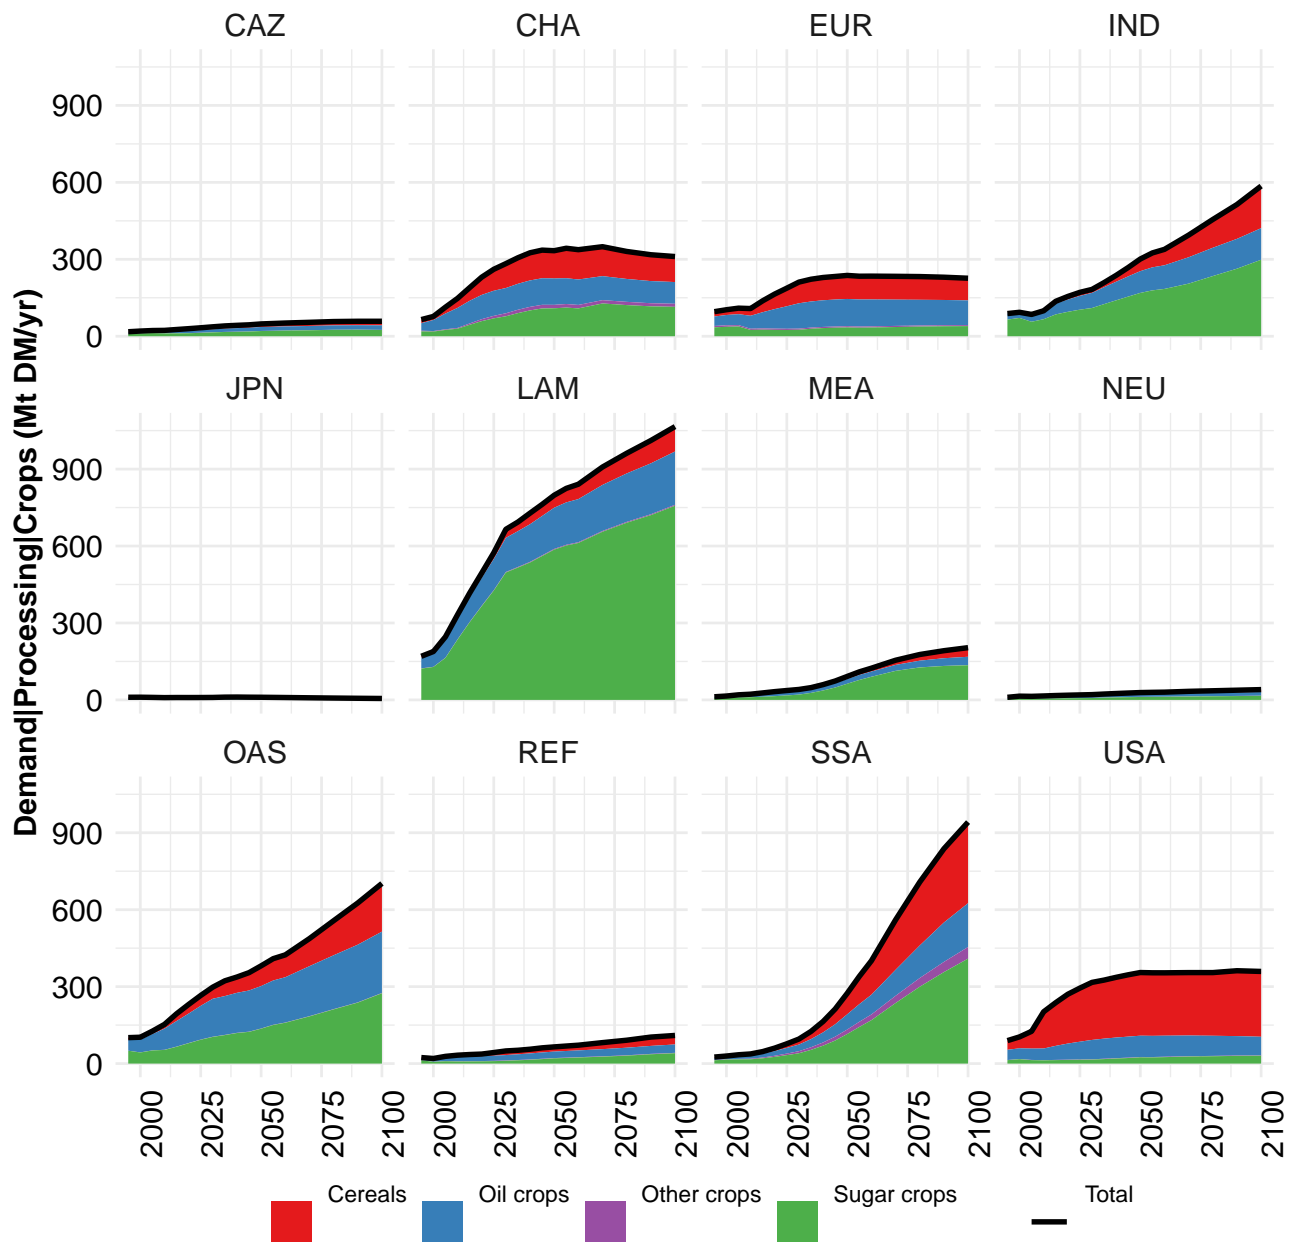 CAZ CHA EUR IND
900
600
300
0
JPN LAM MEA NEU
900
600
300
0
OAS REF SSA USA
900
600
300
0
Demand|Processing|Crops (Mt DM/yr)
2000 2025 2050 2075 2100 2000 2025 2050 2075 2100 2000 2025 2050 2075 2100 2000 2025 2050 2075 2100
Cereals Oil crops Other crops Sugar crops Total